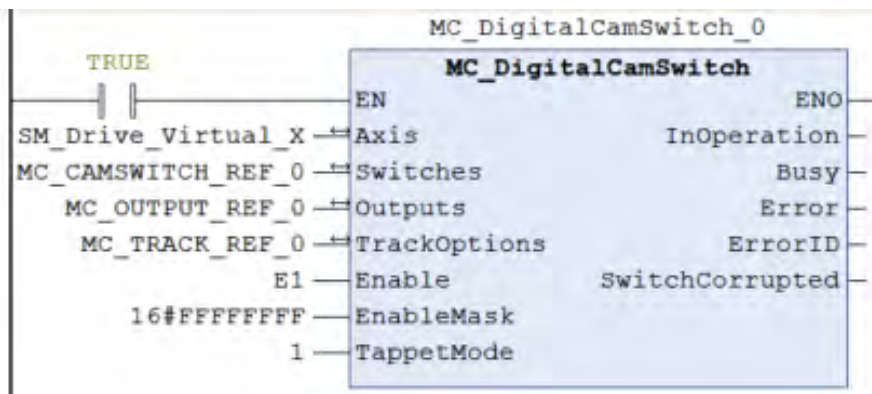 MC_DigitalCamSwitch_0
TRUE
MC_DigitalCamSwitch
EN ENO
SM_Drive_Virtual_X Axis InOperation
MC_CAMSWITCH_REF_0 Switches Busy
MC_OUTPUT_REF_0 Outputs Error
MC_TRACK_REF_0 TrackOptions ErrorID
E1 Enable SwitchCorrupted
16#FFFFFFFF EnableMask
1 TappetMode